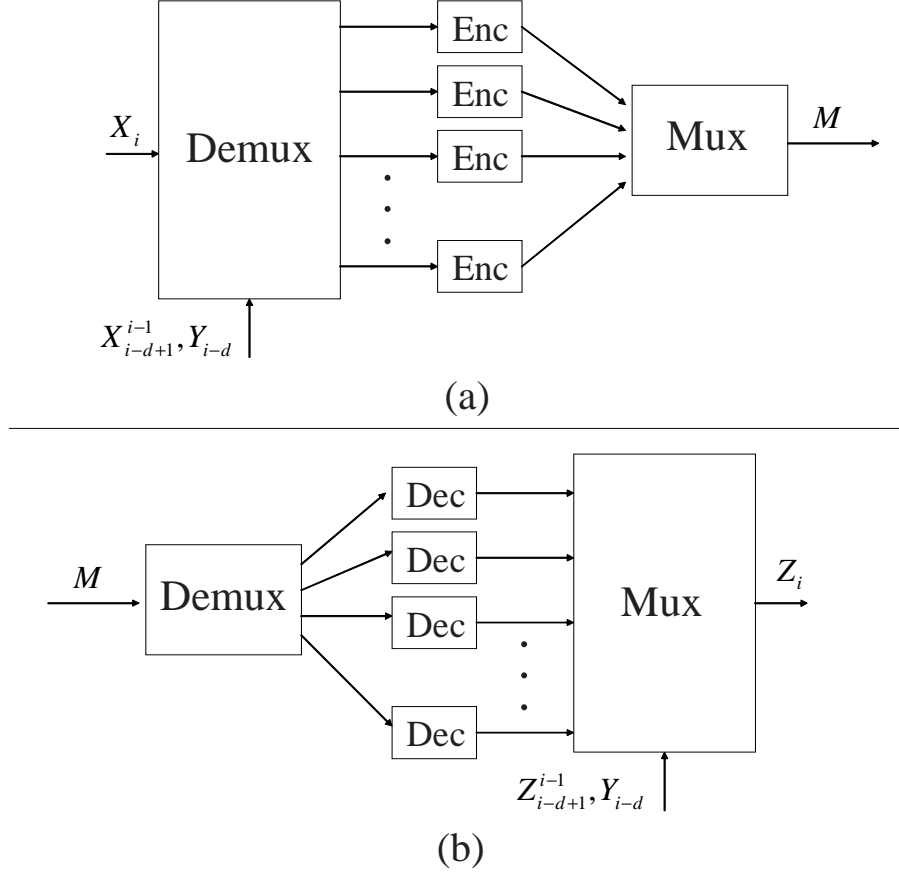 Enc
Enc
X_i
Demux
Enc
Mux
M
Enc
X_{i-d+1}^{i-1}, Y_{i-d}
(a)
Dec
M
Demux
Dec
Dec
Mux
Z_i
Dec
Z_{i-d+1}^{i-1}, Y_{i-d}
(b)